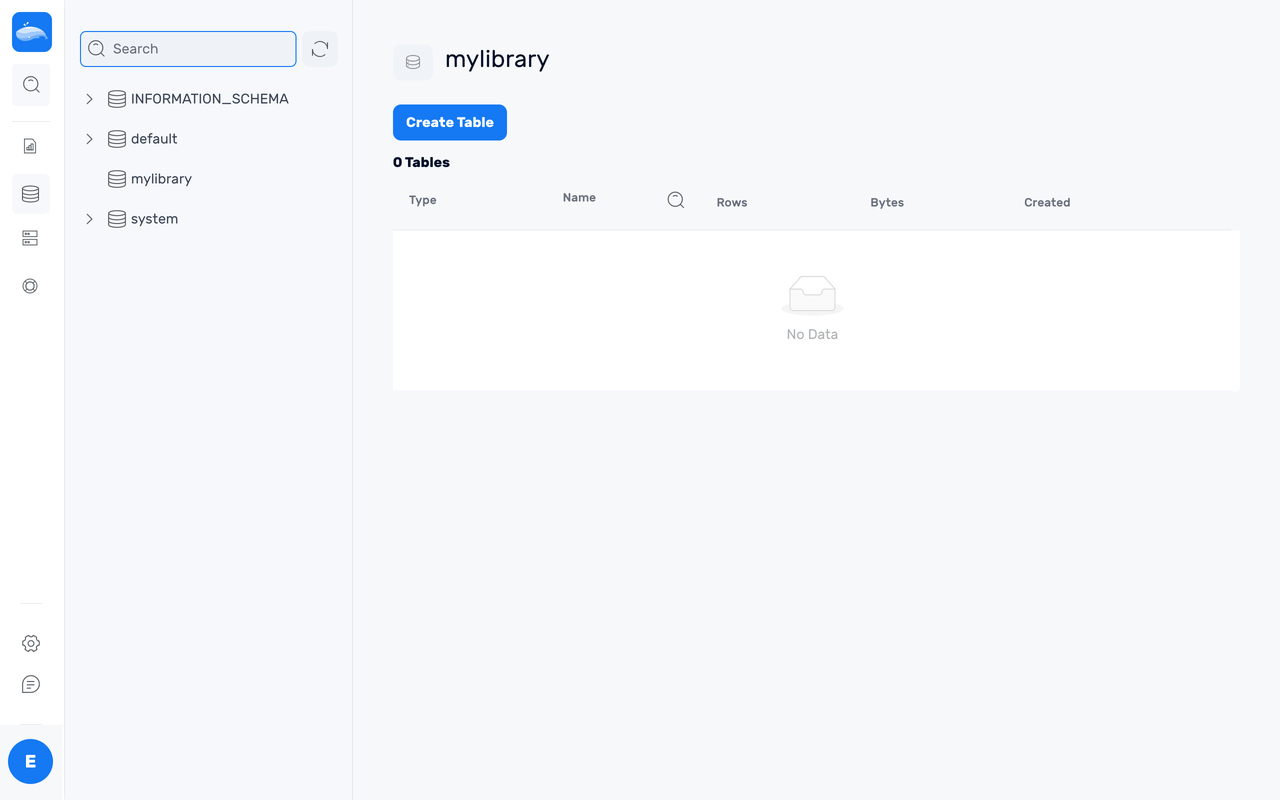 Search
INFORMATION_SCHEMA
default
mylibrary
system
E
mylibrary
Create Table
0 Tables
Type Name Rows Bytes Created
No Data